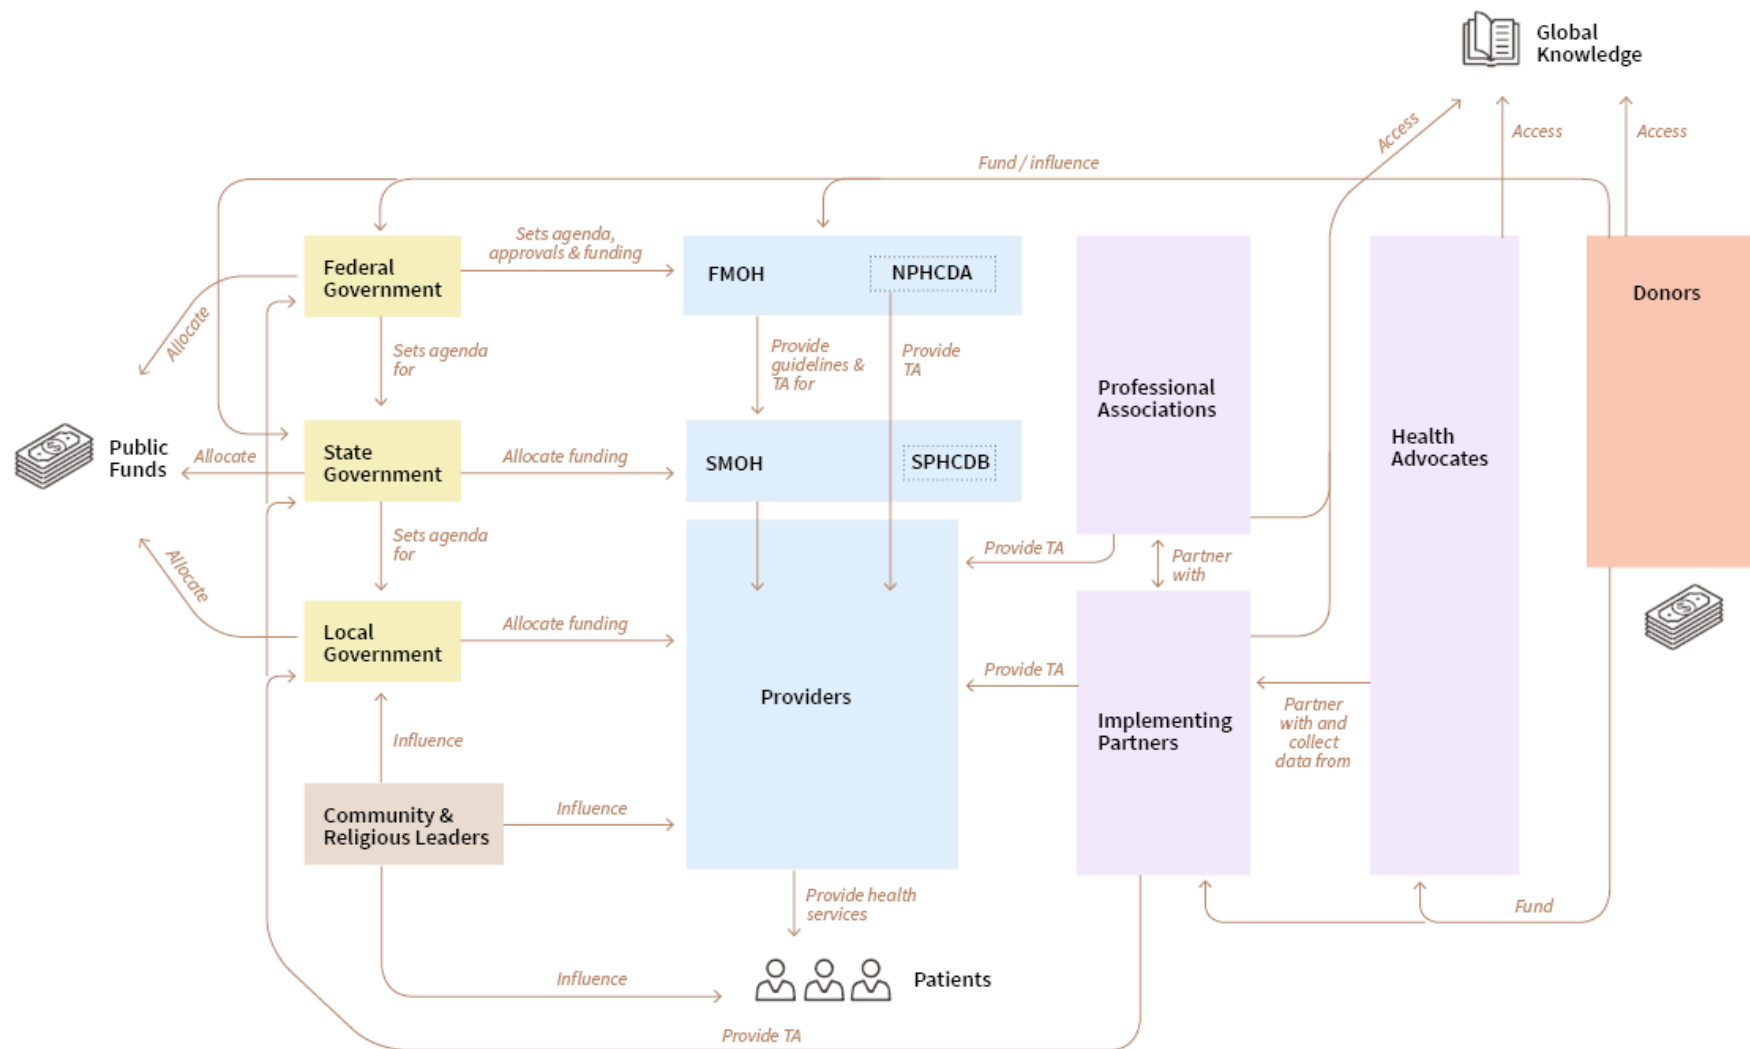 Global
Knowledge
Access
Access
Access
Fund / influence
Sets agenda,
approvals & funding
Federal
Government
FMOH
NPHCDA
Donors
Allocate
Sets agenda
for
Provide
guidelines &
TA for
Provide
TA
Professional
Associations
Public
Funds
Allocate
State
Government
Allocate funding
SMOH
SPHCDB
Health
Advocates
Sets agenda
for
Provide TA
Partner
with
Allocate
Local
Government
Allocate funding
Providers
Provide TA
Implementing
Partners
Partner
with and
collect
data from
Influence
Community &
Religious Leaders
Influence
Provide health
services
Fund
Influence
Patients
Provide TA